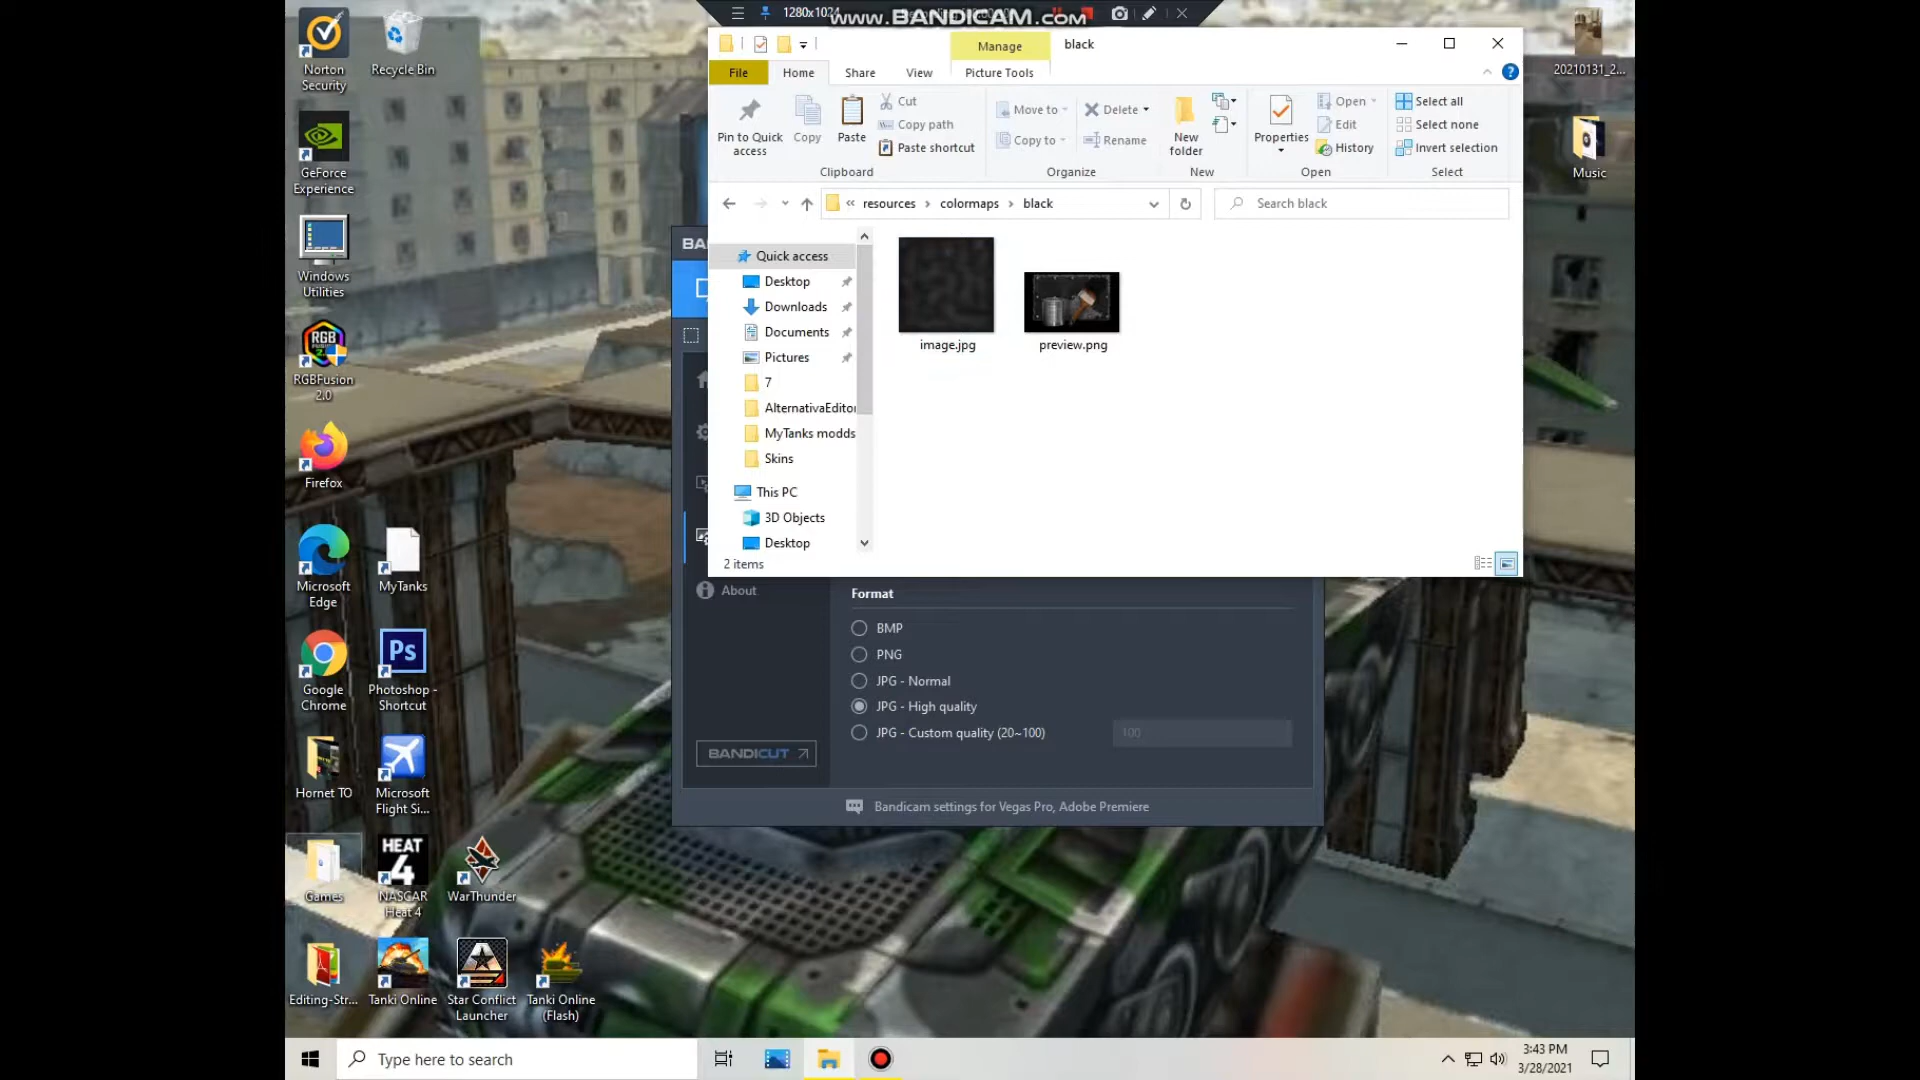 1280x1024
www.BANDICAM.com
Manage
black
File
Home
Share
View
Picture Tools
Pin to Quick access
Copy
Paste
Cut
Copy path
Paste shortcut
Clipboard
Move to
Copy to
Delete
Rename
Organize
New folder
New
Properties
Open
Edit
History
Open
Select all
Select none
Invert selection
Select
« resources › colormaps › black
Search black
Quick access
Desktop
Downloads
Documents
Pictures
7
AlternativaEditor
MyTanks modds
Skins
This PC
3D Objects
Desktop
image.jpg
preview.png
2 items
BA
About
BANDICUT
Format
BMP
PNG
JPG - Normal
JPG - High quality
JPG - Custom quality (20~100)
100
Bandicam settings for Vegas Pro, Adobe Premiere
Norton Security
Recycle Bin
GeForce Experience
Windows Utilities
RGBFusion 2.0
Firefox
Microsoft Edge
MyTanks
Google Chrome
Ps
Photoshop - Shortcut
Hornet TO
Microsoft Flight Si...
Games
HEAT 4
NASCAR Heat 4
WarThunder
Editing-Str...
Tanki Online
Star Conflict Launcher
Tanki Online (Flash)
20210131_2...
Music
Type here to search
3:43 PM
3/28/2021